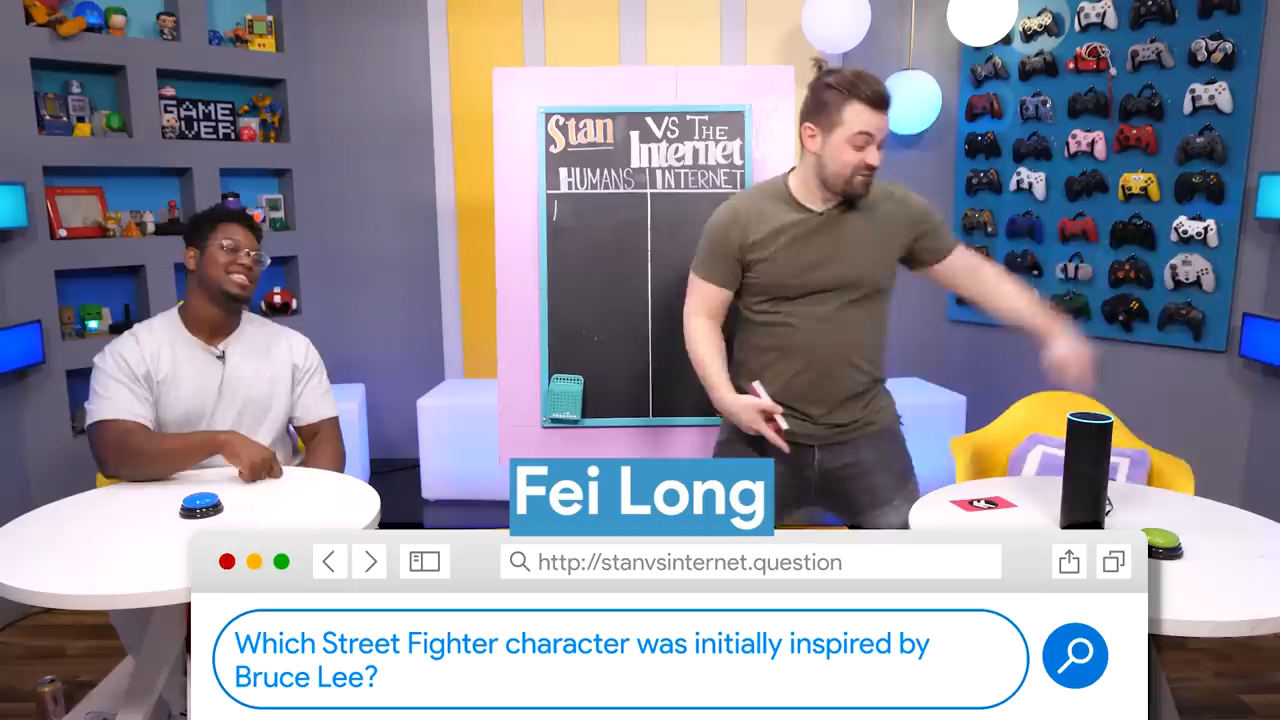 GAME
OVER
Stan
VS THE
Internet
HUMANS
INTERNET
Fei Long
http://stanvsinternet.question
Which Street Fighter character was initially inspired by
Bruce Lee?